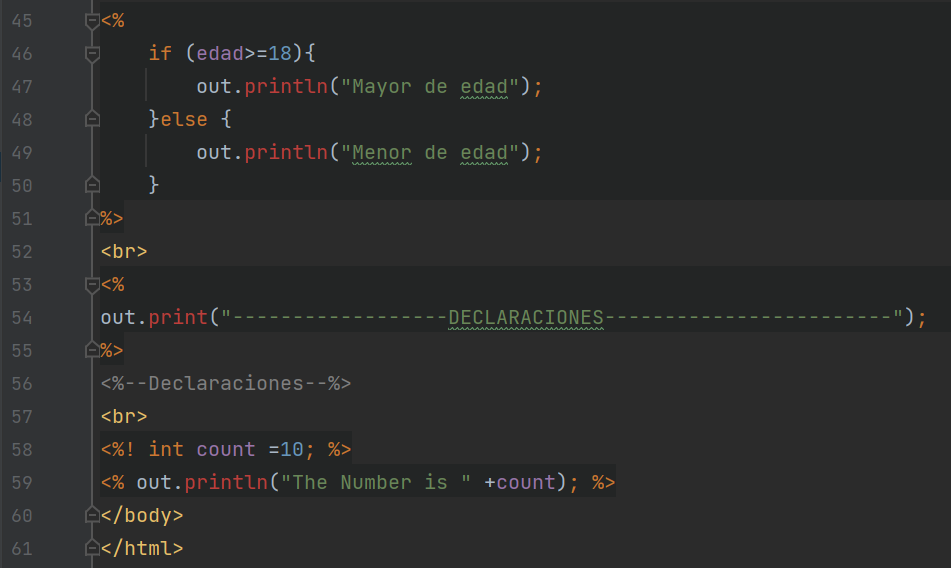 45 <%
46     if (edad>=18){
47         out.println("Mayor de edad");
48     }else {
49         out.println("Menor de edad");
50     }
51 %>
52 <br>
53 <%
54 out.print("------------------DECLARACIONES------------------------");
55 %>
56 <%--Declaraciones--%>
57 <br>
58 <%! int count =10; %>
59 <% out.println("The Number is " +count); %>
60 </body>
61 </html>